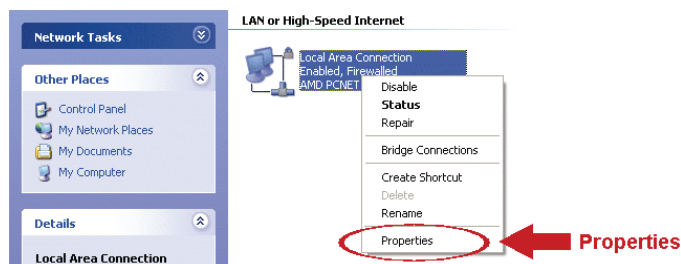 Network Tasks
Other Places
Control Panel
My Network Places
My Documents
My Computer
Details
Local Area Connection
LAN or High-Speed Internet
Local Area Connection
Enabled, Firewalled
AMD PCNET
Disable
Status
Repair
Bridge Connections
Create Shortcut
Delete
Rename
Properties
Properties